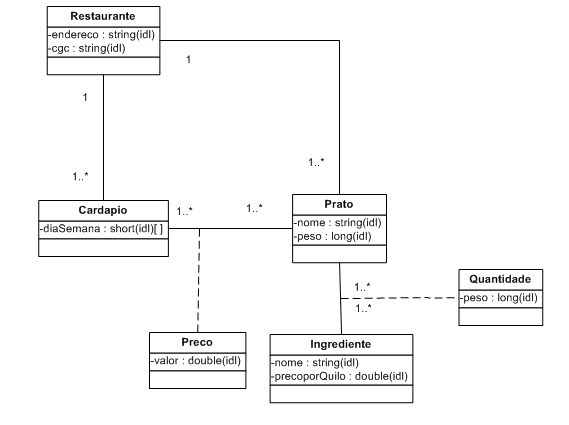 Restaurante
-endereco : string(idl)
-cgc : string(idl)
1
1
1..*
1..*
Cardapio
-diaSemana : short(idl)[ ]
1..*
1..*
Prato
-nome : string(idl)
-peso : long(idl)
1..*
1..*
Quantidade
-peso : long(idl)
Preco
-valor : double(idl)
Ingrediente
-nome : string(idl)
-precoporQuilo : double(idl)